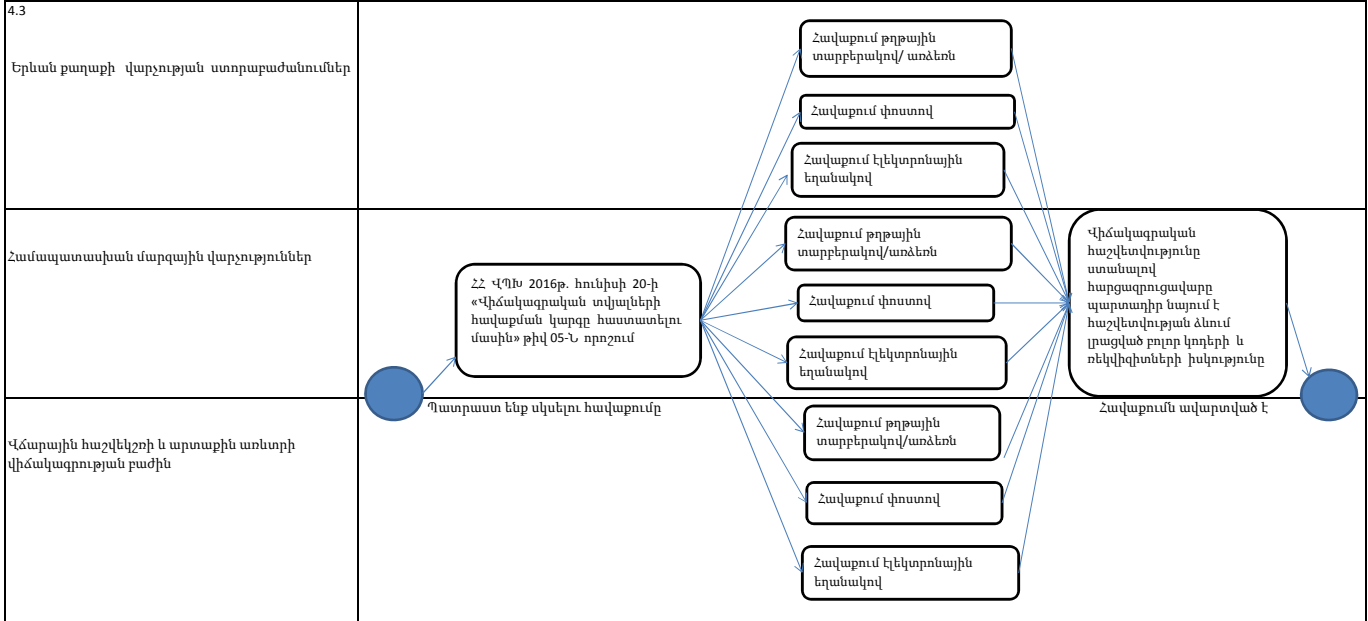 4.3
Երևան քաղաքի վարչության ստորաբաժանումներ
Հավաքում թղթային
տարբերակով/ առձեռն
Հավաքում փոստով
Հավաքում էլեկտրոնային
եղանակով
Համապատասխան մարզային վարչություններ
ՀՀ ՎՊԽ 2016թ. հունիսի 20-ի
«Վիճակագրական տվյալների
հավաքման կարգը հաստատելու
մասին» թիվ 05-Ն որոշում
Հավաքում թղթային
տարբերակով/առձեռն
Հավաքում փոստով
Հավաքում էլեկտրոնային
եղանակով
Վիճակագրական
հաշվետվությունը
ստանալով
հարցազրուցավարը
պարտադիր նայում է
հաշվետվության ձևում
լրացված բոլոր կոդերի և
ռեկվիզիտների իսկությունը
Պատրաստ ենք սկսելու հավաքումը
Հավաքումն ավարտված է
Վճարային հաշվեկշռի և արտաքին առևտրի
վիճակագրության բաժին
Հավաքում թղթային
տարբերակով/առձեռն
Հավաքում փոստով
Հավաքում էլեկտրոնային
եղանակով